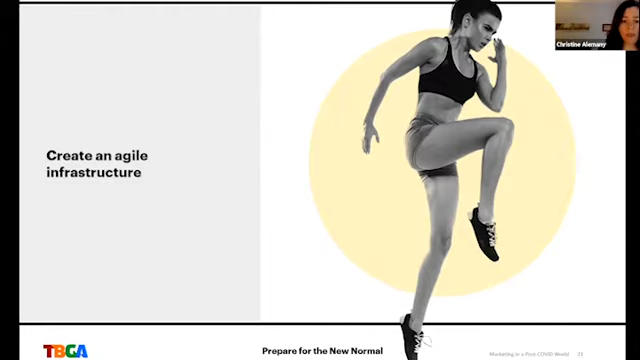 Christine Alemany
Create an agile
infrastructure
TBGA
Prepare for the New Normal
Marketing in a Post-COVID World 21